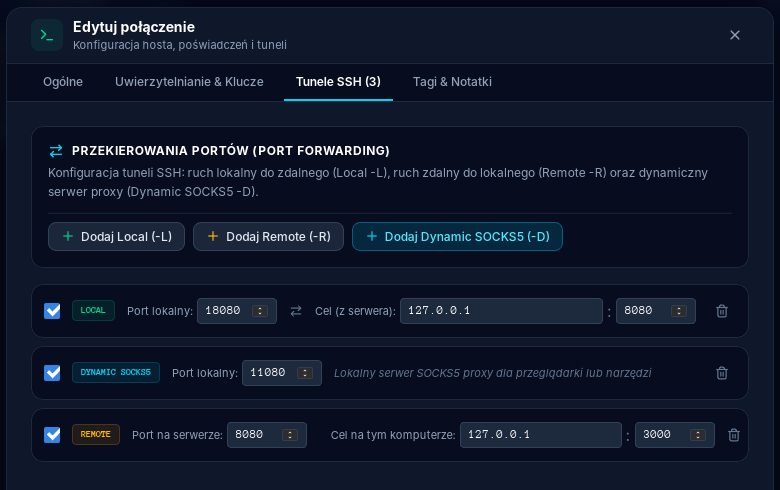 Edytuj połączenie
Konfiguracja hosta, poświadczeń i tuneli
Ogólne Uwierzytelnianie & Klucze Tunele SSH (3) Tagi & Notatki
PRZEKIEROWANIA PORTÓW (PORT FORWARDING)
Konfiguracja tuneli SSH: ruch lokalny do zdalnego (Local -L), ruch zdalny do lokalnego (Remote -R) oraz dynamiczny
serwer proxy (Dynamic SOCKS5 -D).
+ Dodaj Local (-L) + Dodaj Remote (-R) + Dodaj Dynamic SOCKS5 (-D)
LOCAL Port lokalny: 18080 Cel (z serwera): 127.0.0.1 : 8080
DYNAMIC SOCKS5 Port lokalny: 11080 Lokalny serwer SOCKS5 proxy dla przeglądarki lub narzędzi
REMOTE Port na serwerze: 8080 Cel na tym komputerze: 127.0.0.1 : 3000